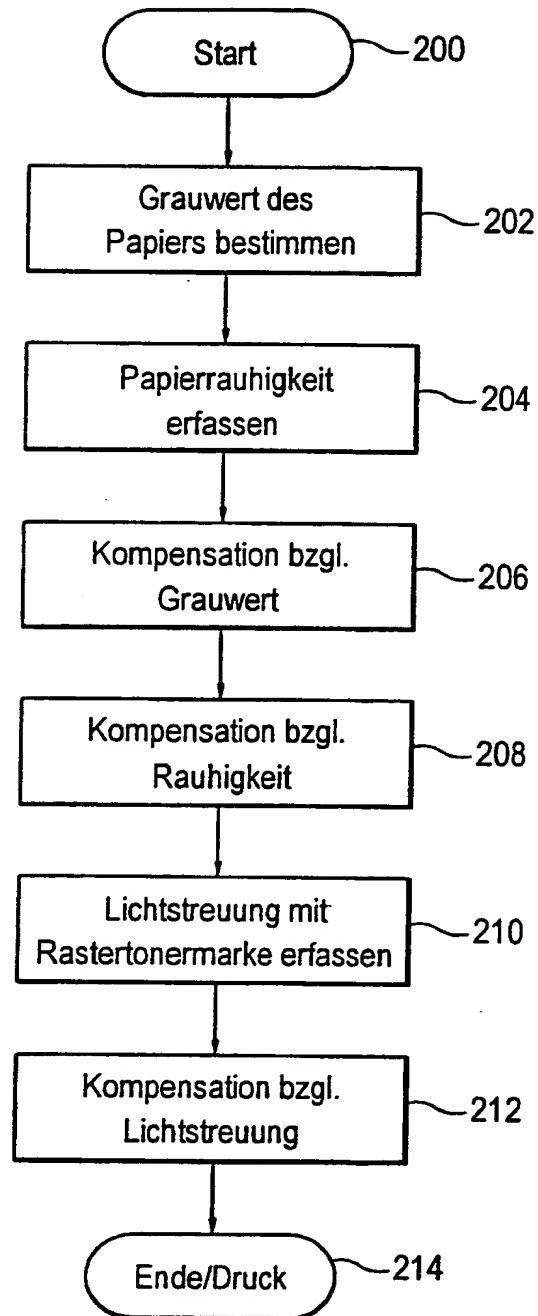 Start
200
Grauwert des
Papiers bestimmen
202
Papierrauhigkeit
erfassen
204
Kompensation bzgl.
Grauwert
206
Kompensation bzgl.
Rauhigkeit
208
Lichtstreuung mit
Rastertonermarke erfassen
210
Kompensation bzgl.
Lichtstreuung
212
Ende/Druck
214